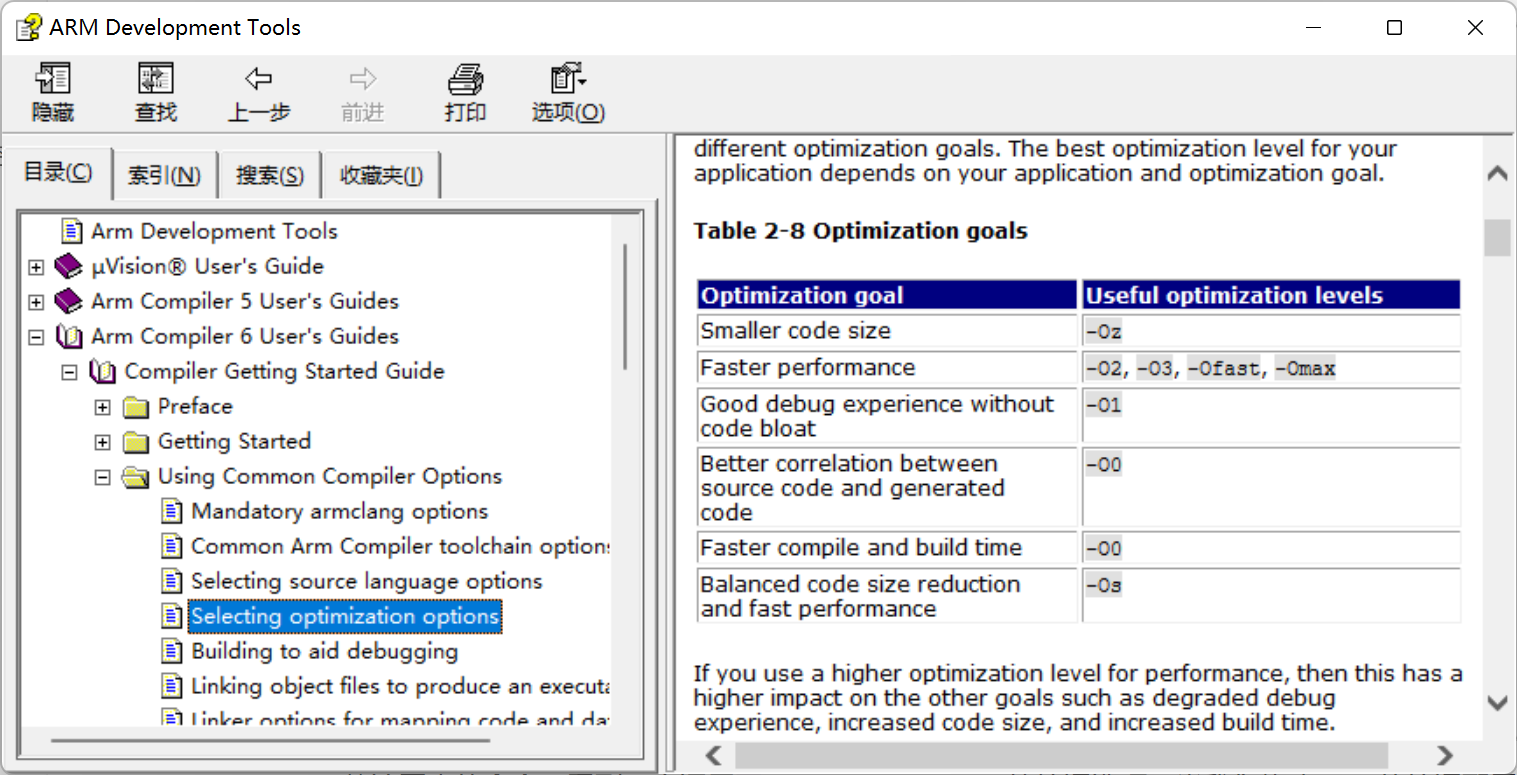 ARM Development Tools
隐藏
查找
上一步
前进
打印
选项(O)
目录(C)
索引(N)
搜索(S)
收藏夹(I)
Arm Development Tools
µVision® User's Guide
Arm Compiler 5 User's Guides
Arm Compiler 6 User's Guides
Compiler Getting Started Guide
Preface
Getting Started
Using Common Compiler Options
Mandatory armclang options
Common Arm Compiler toolchain options
Selecting source language options
Selecting optimization options
Building to aid debugging
Linking object files to produce an executa
Linker options for mapping code and da
different optimization goals. The best optimization level for your
application depends on your application and optimization goal.
Table 2-8 Optimization goals
Optimization goal Useful optimization levels
Smaller code size -Oz
Faster performance -O2, -O3, -Ofast, -Omax
Good debug experience without -O1
code bloat
Better correlation between -O0
source code and generated
code
Faster compile and build time -O0
Balanced code size reduction -Os
and fast performance
If you use a higher optimization level for performance, then this has a
higher impact on the other goals such as degraded debug
experience, increased code size, and increased build time.